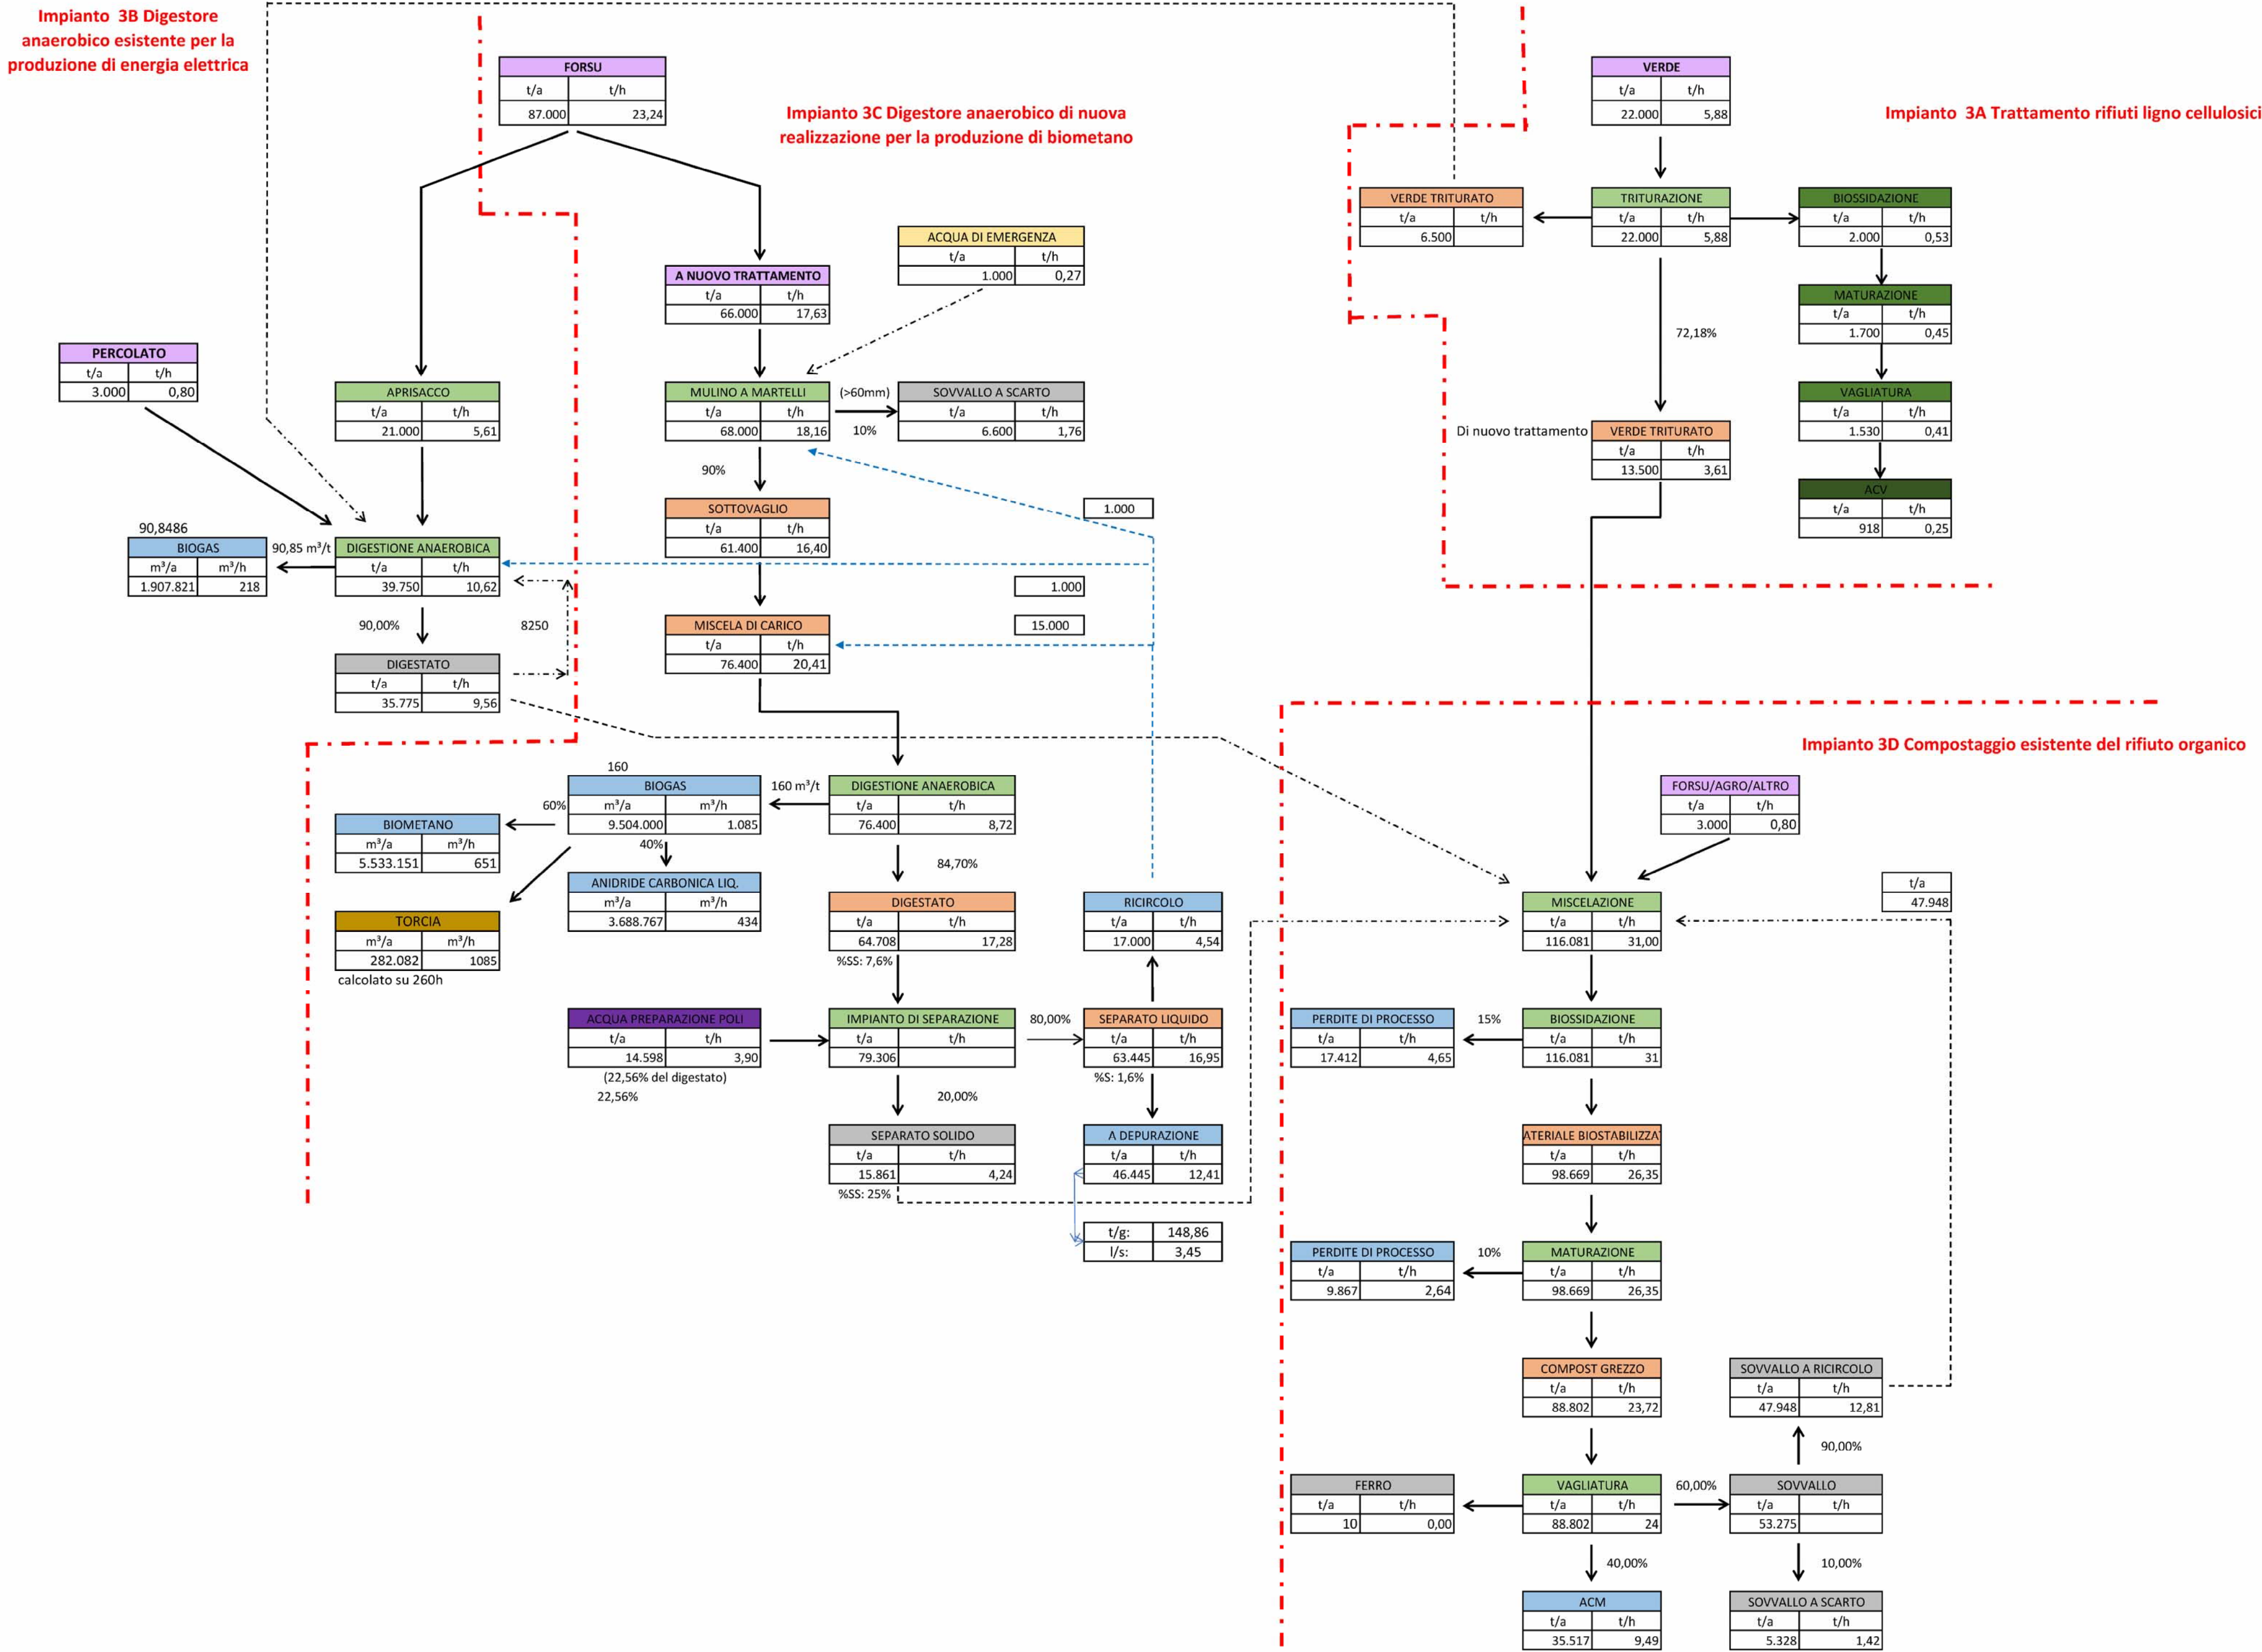 Impianto 3B Digestore
anaerobico esistente per la
produzione di energia elettrica
FORSU
t/a t/h
87.000 23,24
Impianto 3C Digestore anaerobico di nuova
realizzazione per la produzione di biometano
VERDE
t/a t/h
22.000 5,88
Impianto 3A Trattamento rifiuti ligno cellulosici
VERDE TRITURATO
t/a t/h
6.500
TRITURAZIONE
t/a t/h
22.000 5,88
BIOSSIDAZIONE
t/a t/h
2.000 0,53
ACQUA DI EMERGENZA
t/a t/h
1.000 0,27
A NUOVO TRATTAMENTO
t/a t/h
66.000 17,63
MATURAZIONE
t/a t/h
1.700 0,45
72,18%
PERCOLATO
t/a t/h
3.000 0,80
APRISACCO
t/a t/h
21.000 5,61
MULINO A MARTELLI
t/a t/h
68.000 18,16
(>60mm)
10%
SOVVALLO A SCARTO
t/a t/h
6.600 1,76
VAGLIATURA
t/a t/h
1.530 0,41
Di nuovo trattamento
VERDE TRITURATO
t/a t/h
13.500 3,61
90%
SOTTOVAGLIO
t/a t/h
61.400 16,40
1.000
ACV
t/a t/h
918 0,25
90,8486
BIOGAS
m³/a m³/h
1.907.821 218
90,85 m³/t
DIGESTIONE ANAEROBICA
t/a t/h
39.750 10,62
1.000
90,00%
8250
MISCELA DI CARICO
t/a t/h
76.400 20,41
15.000
DIGESTATO
t/a t/h
35.775 9,56
Impianto 3D Compostaggio esistente del rifiuto organico
160
BIOGAS
m³/a m³/h
9.504.000 1.085
160 m³/t
DIGESTIONE ANAEROBICA
t/a t/h
76.400 8,72
FORSU/AGRO/ALTRO
t/a t/h
3.000 0,80
60%
BIOMETANO
m³/a m³/h
5.533.151 651
40%
84,70%
ANIDRIDE CARBONICA LIQ.
m³/a m³/h
3.688.767 434
DIGESTATO
t/a t/h
64.708 17,28
%SS: 7,6%
RICIRCOLO
t/a t/h
17.000 4,54
MISCELAZIONE
t/a t/h
116.081 31,00
t/a
47.948
TORCIA
m³/a m³/h
282.082 1085
calcolato su 260h
ACQUA PREPARAZIONE POLI
t/a t/h
14.598 3,90
(22,56% del digestato)
22,56%
IMPIANTO DI SEPARAZIONE
t/a t/h
79.306
80,00%
SEPARATO LIQUIDO
t/a t/h
63.445 16,95
%S: 1,6%
PERDITE DI PROCESSO
t/a t/h
17.412 4,65
15%
BIOSSIDAZIONE
t/a t/h
116.081 31
20,00%
SEPARATO SOLIDO
t/a t/h
15.861 4,24
%SS: 25%
A DEPURAZIONE
t/a t/h
46.445 12,41
ATERIALE BIOSTABILIZZAT
t/a t/h
98.669 26,35
t/g: 148,86
l/s: 3,45
PERDITE DI PROCESSO
t/a t/h
9.867 2,64
10%
MATURAZIONE
t/a t/h
98.669 26,35
COMPOST GREZZO
t/a t/h
88.802 23,72
SOVVALLO A RICIRCOLO
t/a t/h
47.948 12,81
90,00%
FERRO
t/a t/h
10 0,00
VAGLIATURA
t/a t/h
88.802 24
60,00%
SOVVALLO
t/a t/h
53.275
40,00%
10,00%
ACM
t/a t/h
35.517 9,49
SOVVALLO A SCARTO
t/a t/h
5.328 1,42